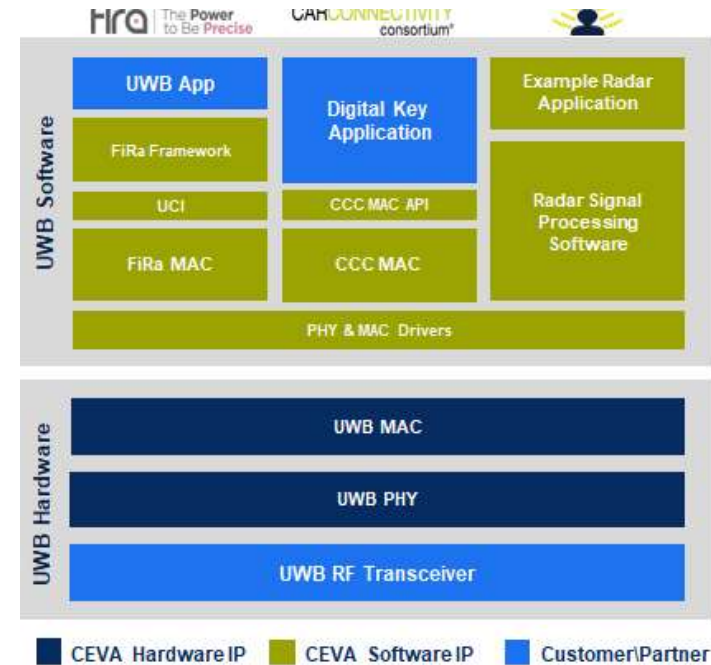 FiRa The Power
to Be Precise
CARCONNECTIVITY
consortium®
UWB Software
UWB App
FiRa Framework
UCI
FiRa MAC
Digital Key
Application
CCC MAC API
CCC MAC
Example Radar
Application
Radar Signal
Processing
Software
PHY & MAC Drivers
UWB Hardware
UWB MAC
UWB PHY
UWB RF Transceiver
CEVA Hardware IP
CEVA Software IP
Customer\Partner